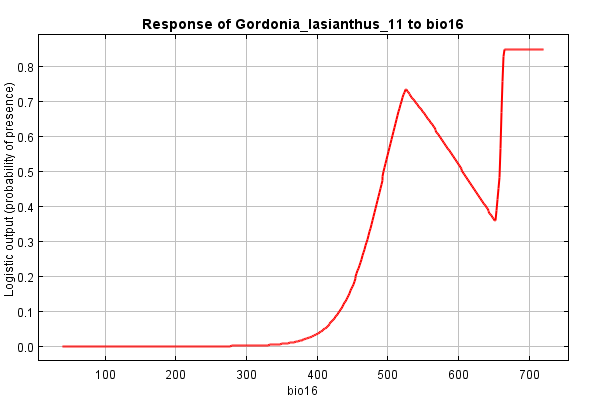 Response of Gordonia_lasianthus_11 to bio16
Logistic output (probability of presence)
0.8
0.7
0.6
0.5
0.4
0.3
0.2
0.1
0.0
100 200 300 400 500 600 700
bio16